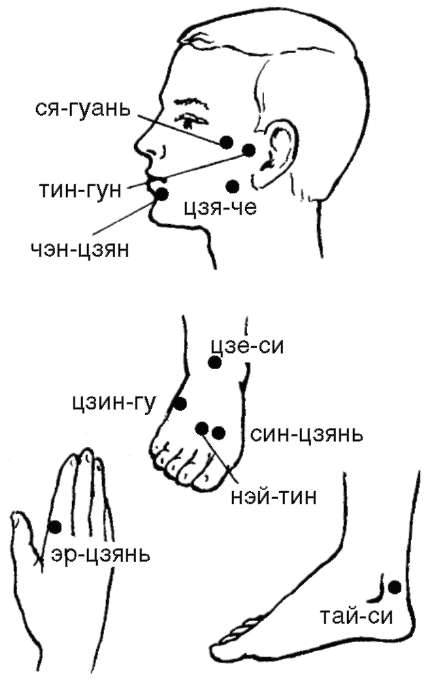 ся-гуань
тин-гун
цзя-че
чэн-цзян
цзе-си
цзин-гу
син-цзянь
нэй-тин
эр-цзянь
тай-си